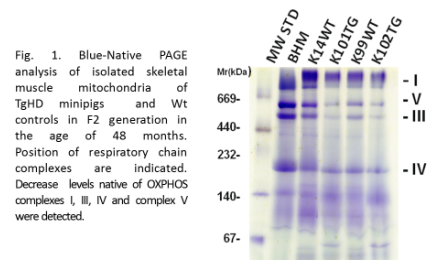 Fig. 1. Blue-Native PAGE
analysis of isolated skeletal
muscle mitochondria of
TgHD minipigs and Wt
controls in F2 generation in
the age of 48 months.
Position of respiratory chain
complexes are indicated.
Decrease levels native of OXPHOS
complexes I, III, IV and complex V
were detected.
MW STD
BHM
K14WT
K101TG
K99WT
K102TG
Mr(kDa)
669-
440-
232-
140-
67-
- I
- V
- III
- IV